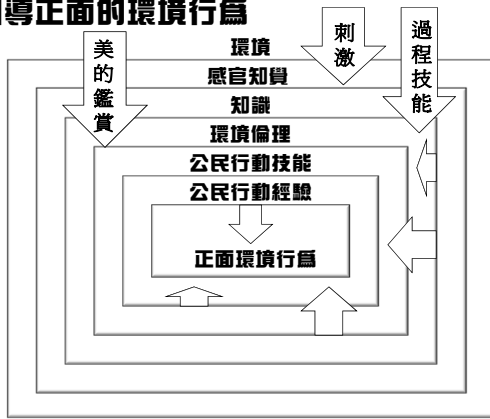 導正面的環境行為
美的鑑賞
刺激
過程技能
環境
感官知覺
知識
環境倫理
公民行動技能
公民行動經驗
正面環境行為